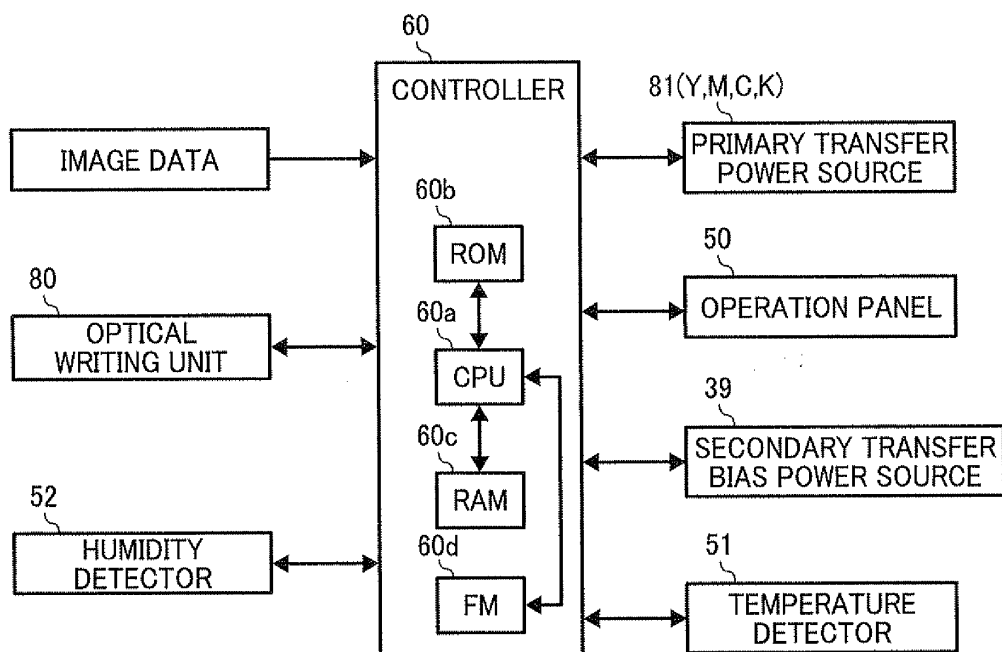 60
CONTROLLER
IMAGE DATA
80
OPTICAL
WRITING UNIT
52
HUMIDITY
DETECTOR
60b
ROM
60a
CPU
60c
RAM
60d
FM
81(Y,M,C,K)
PRIMARY TRANSFER
POWER SOURCE
50
OPERATION PANEL
39
SECONDARY TRANSFER
BIAS POWER SOURCE
51
TEMPERATURE
DETECTOR